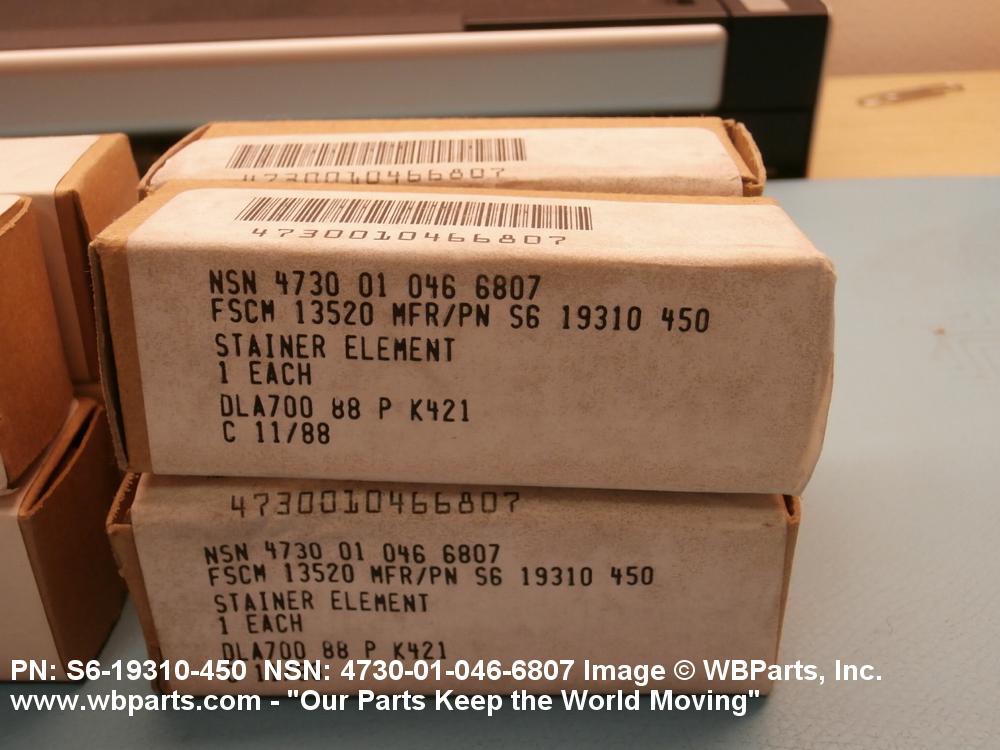 4730010466807
4730010466807
NSN 4730 01 046 6807
FSCM 13520 MFR/PN S6 19310 450
STAINER ELEMENT
1 EACH
DLA700 88 P K421
C 11/88
4730010466807
NSN 4730 01 046 6807
FSCM 13520 MFR/PN S6 19310 450
STAINER ELEMENT
1 EACH
DLA700 88 P K421
PN: S6-19310-450 NSN: 4730-01-046-6807 Image © WBParts, Inc.
www.wbparts.com - "Our Parts Keep the World Moving"